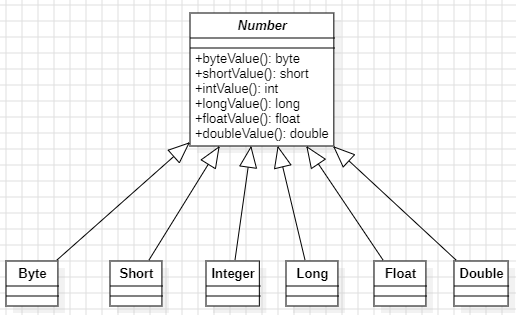 Number
+byteValue(): byte
+shortValue(): short
+intValue(): int
+longValue(): long
+floatValue(): float
+doubleValue(): double
Byte
Short
Integer
Long
Float
Double